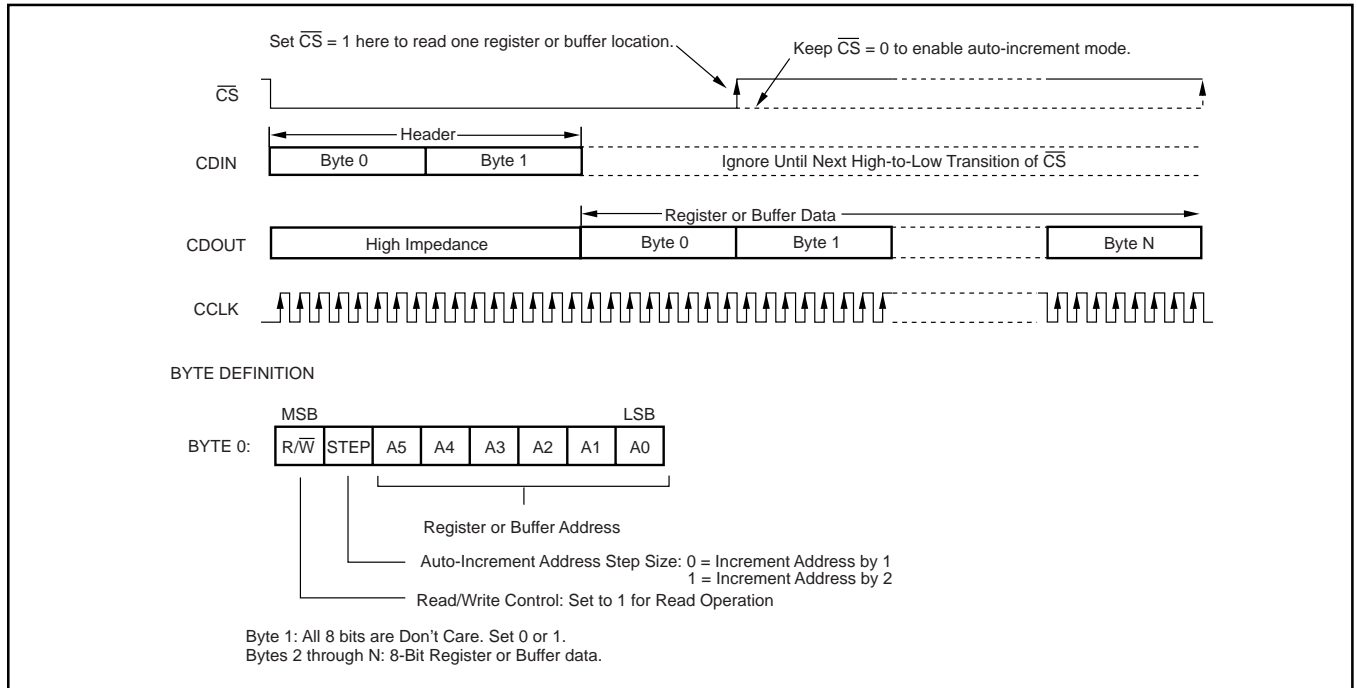 Set CS = 1 here to read one register or buffer location.
Keep CS = 0 to enable auto-increment mode.
CS
Header
CDIN
Byte 0
Byte 1
Ignore Until Next High-to-Low Transition of CS
Register or Buffer Data
CDOUT
High Impedance
Byte 0
Byte 1
Byte N
CCLK
BYTE DEFINITION
MSB
LSB
BYTE 0:
R/W
STEP
A5
A4
A3
A2
A1
A0
Register or Buffer Address
Auto-Increment Address Step Size: 0 = Increment Address by 1
1 = Increment Address by 2
Read/Write Control: Set to 1 for Read Operation
Byte 1: All 8 bits are Don't Care. Set 0 or 1.
Bytes 2 through N: 8-Bit Register or Buffer data.